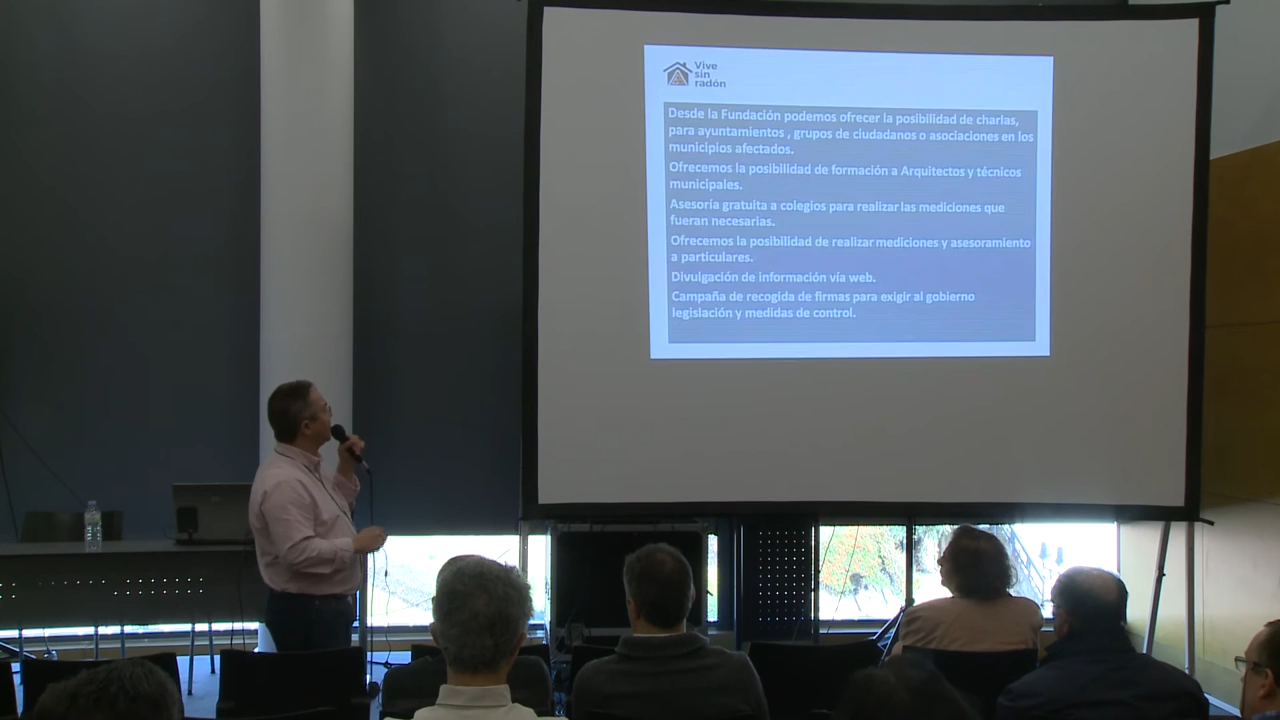 Vive
sin
radón
Desde la Fundación podemos ofrecer la posibilidad de charlas,
para ayuntamientos , grupos de ciudadanos o asociaciones en los
municipios afectados.
Ofrecemos la posibilidad de formación a Arquitectos y técnicos
municipales.
Asesoría gratuita a colegios para realizar las mediciones que
fueran necesarias.
Ofrecemos la posibilidad de realizar mediciones y asesoramiento
a particulares.
Divulgación de información vía web.
Campaña de recogida de firmas para exigir al gobierno
legislación y medidas de control.